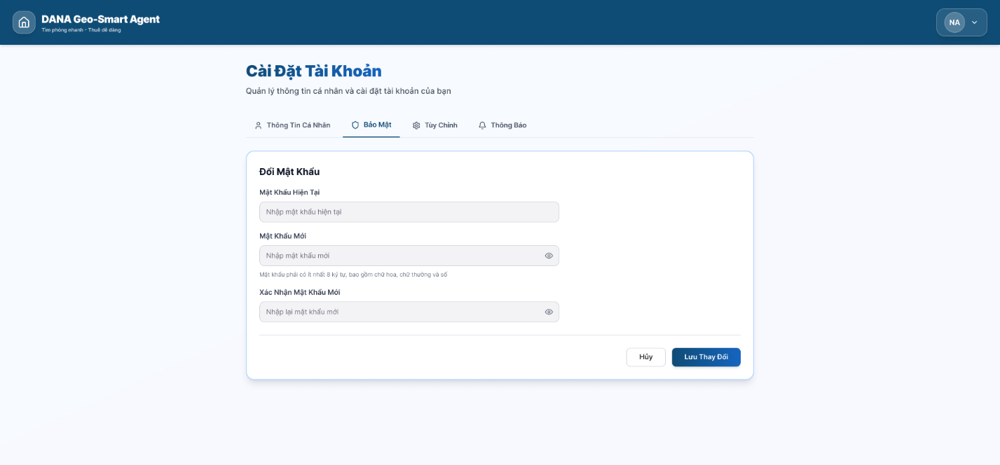 DANA Geo-Smart Agent
Tìm phòng nhanh - Thuê dễ dàng
NA
Cài Đặt Tài Khoản
Quản lý thông tin cá nhân và cài đặt tài khoản của bạn
Thông Tin Cá Nhân
Bảo Mật
Tùy Chỉnh
Thông Báo
Đổi Mật Khẩu
Mật Khẩu Hiện Tại
Nhập mật khẩu hiện tại
Mật Khẩu Mới
Nhập mật khẩu mới
Mật khẩu phải có ít nhất 8 ký tự, bao gồm chữ hoa, chữ thường và số
Xác Nhận Mật Khẩu Mới
Nhập lại mật khẩu mới
Hủy
Lưu Thay Đổi